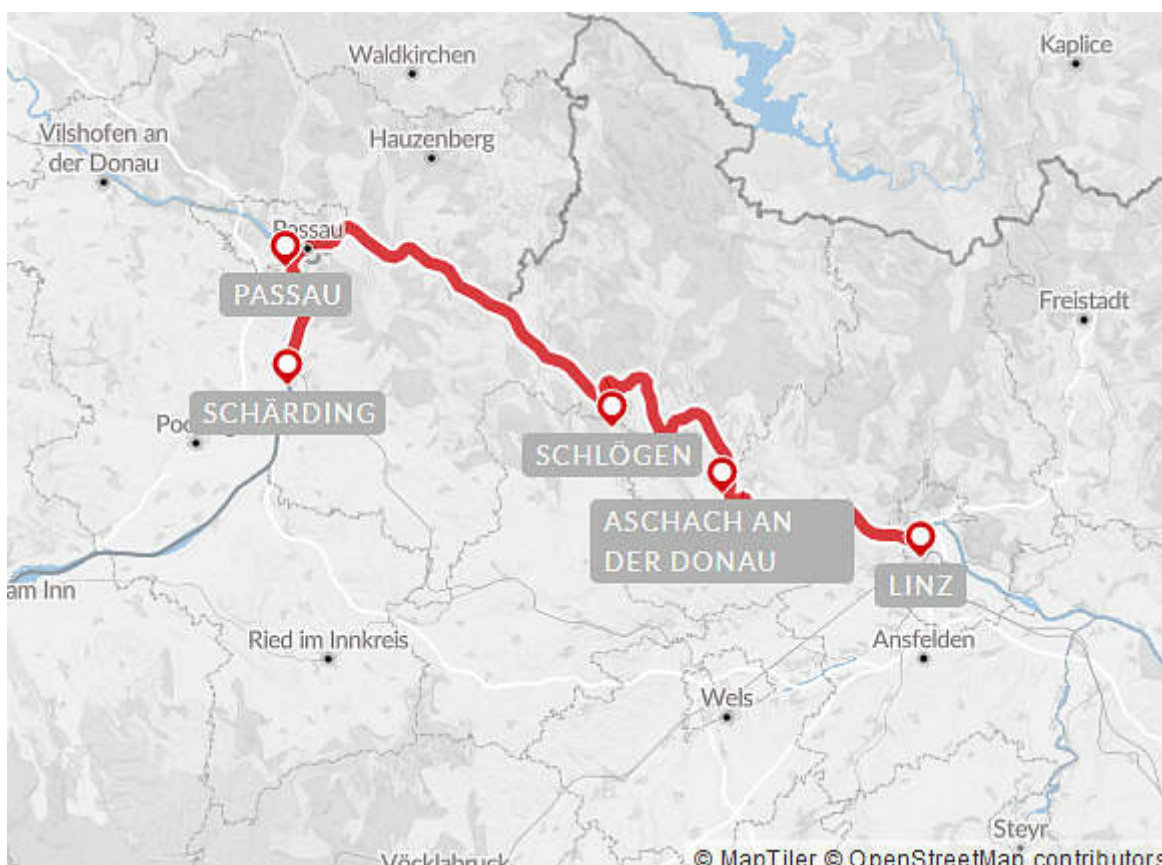 Waldkirchen
Kaplice
Vilshofen an
der Donau
Hauzenberg
Passau
PASSAU
Freistadt
SCHÄRDING
SCHLÖGEN
ASCHACH AN
DER DONAU
LINZ
am Inn
Ried im Innkreis
Ansfelden
Wels
Steyr
© MapTiler © OpenStreetMap contributors